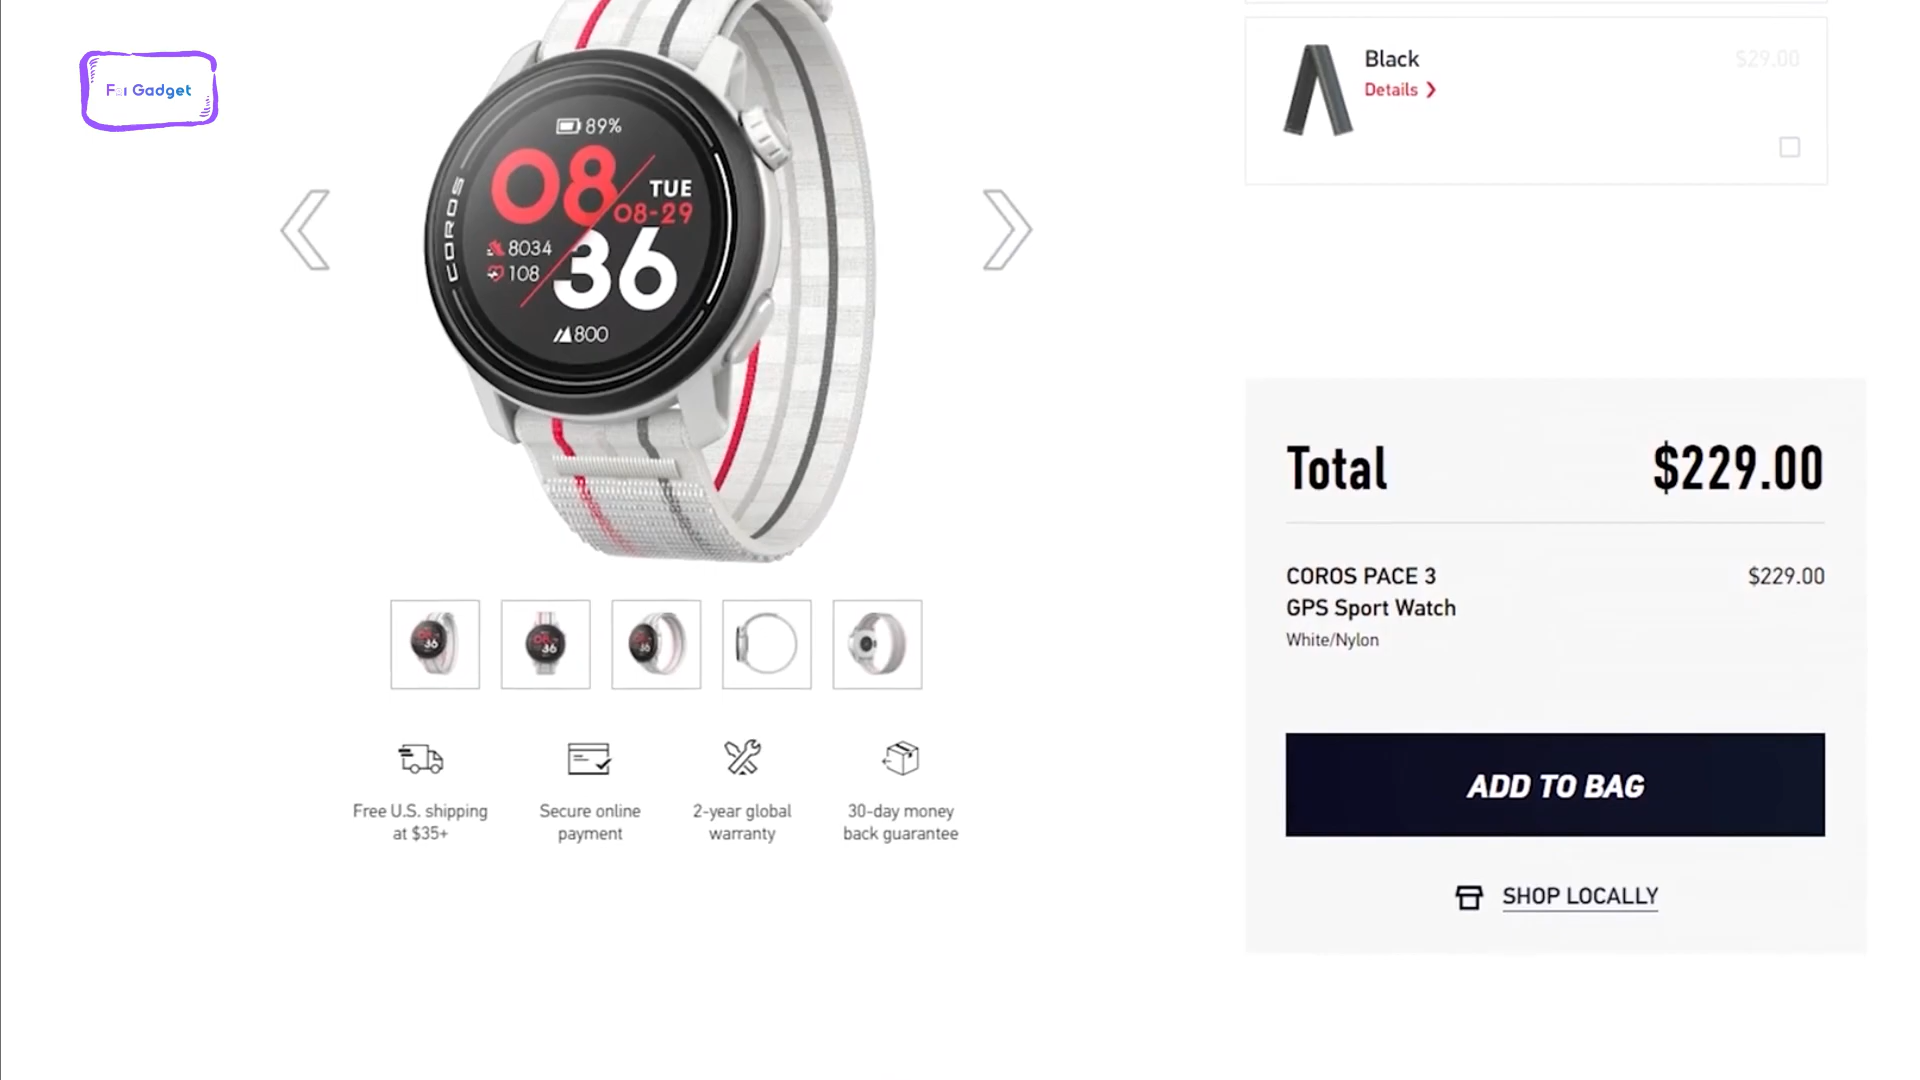 Gadget
89%
08
TUE
08-29
8034
36
108
800
COROS
Black
$29.00
Details
Total
$229.00
COROS PACE 3
$229.00
GPS Sport Watch
White/Nylon
ADD TO BAG
SHOP LOCALLY
Free U.S. shipping
at $35+
Secure online
payment
2-year global
warranty
30-day money
back guarantee